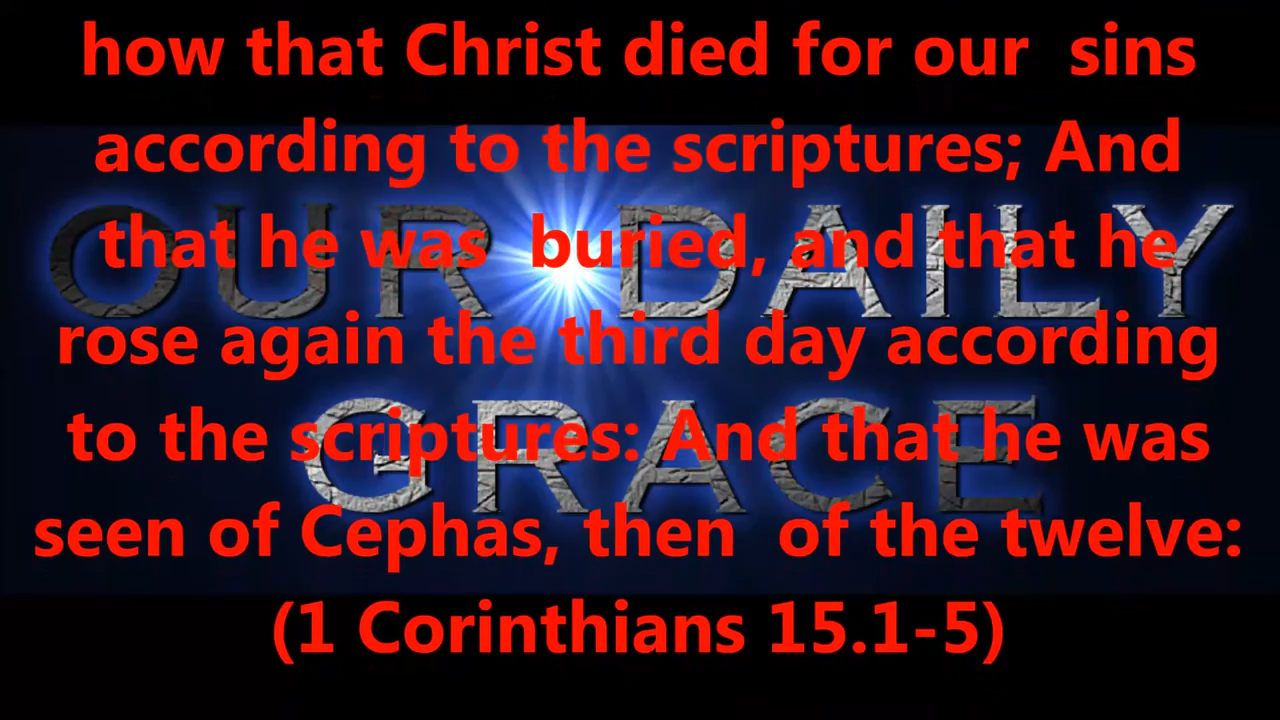 how that Christ died for our  sins
according to the scriptures; And
that he was  buried, and that he
rose again the third day according
to the scriptures: And that he was
seen of Cephas, then  of the twelve:
(1 Corinthians 15.1-5)
OUR DAILY
GRACE